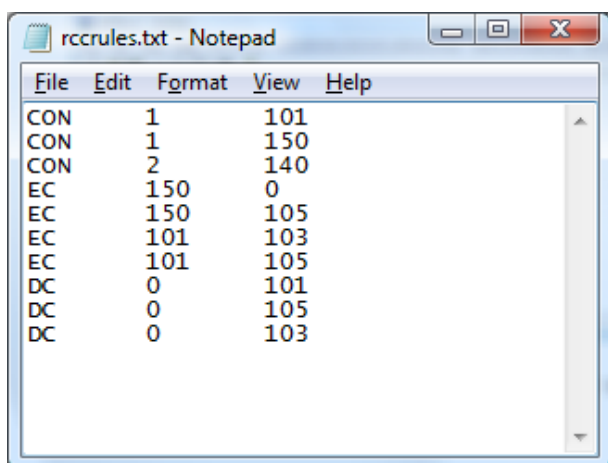 rccrules.txt - Notepad
File Edit Format View Help
CON 1 101
CON 1 150
CON 2 140
EC 150 0
EC 150 105
EC 101 103
EC 101 105
DC 0 101
DC 0 105
DC 0 103